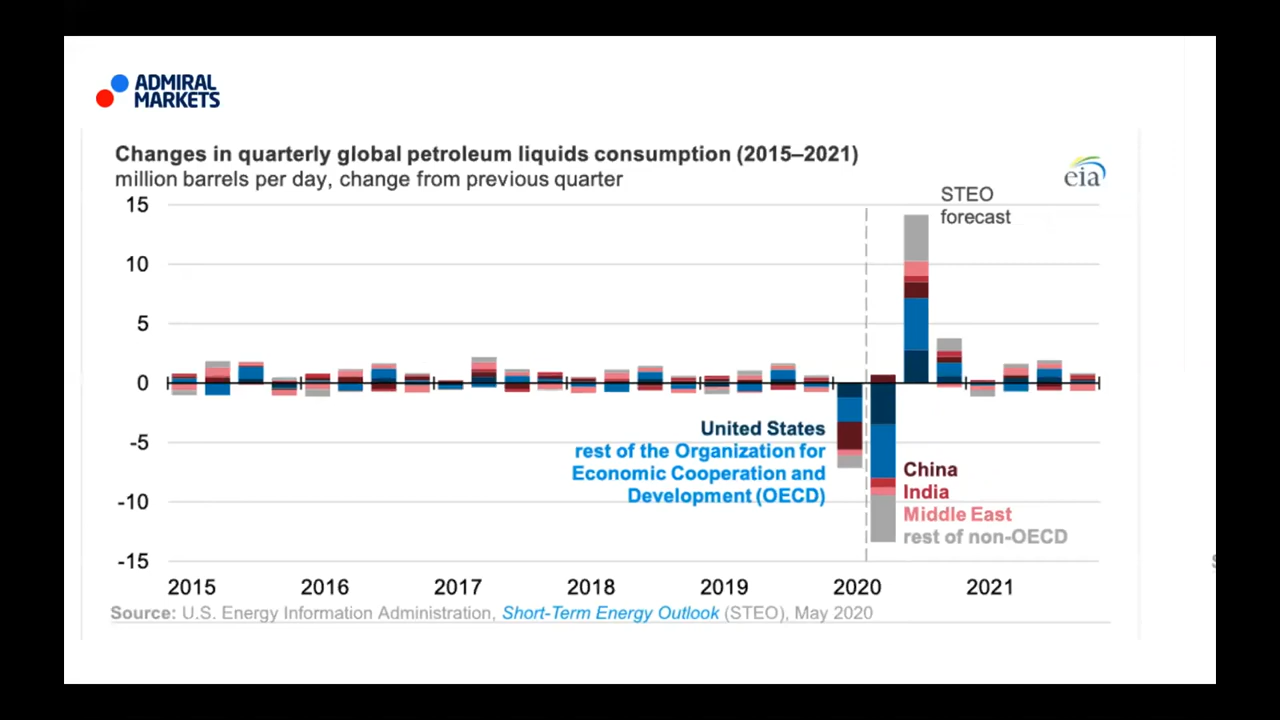 ADMIRAL
MARKETS
Changes in quarterly global petroleum liquids consumption (2015–2021)
million barrels per day, change from previous quarter
eia
STEO
forecast
15
10
5
0
-5
-10
-15
United States
rest of the Organization for
Economic Cooperation and
Development (OECD)
China
India
Middle East
rest of non-OECD
2015 2016 2017 2018 2019 2020 2021
Source: U.S. Energy Information Administration, Short-Term Energy Outlook (STEO), May 2020